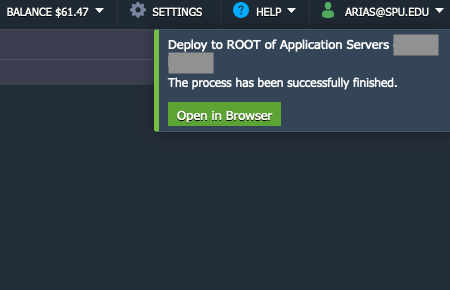 BALANCE $61.47 SETTINGS HELP ARIAS@SPU.EDU
Deploy to ROOT of Application Servers
The process has been successfully finished.
Open in Browser